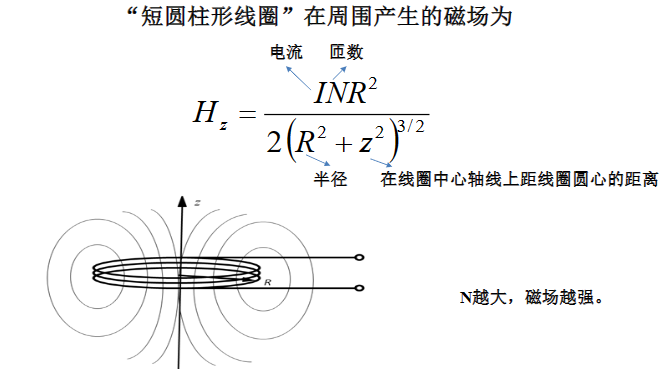 “短圆柱形线圈”在周围产生的磁场为
电流 匝数
H_z = \frac{INR^2}{2(R^2 + z^2)^{3/2}}
半径 在线圈中心轴线上距线圈圆心的距离
z
R
N越大，磁场越强。